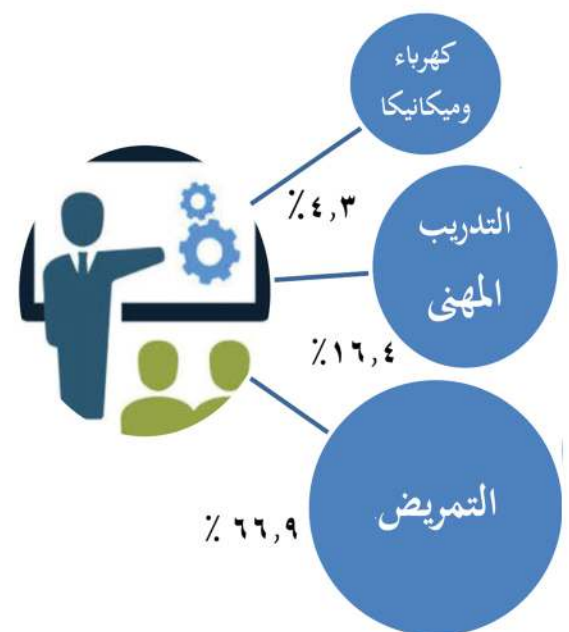 كهرباء
وميكانيكا
٪٤,٣
التدريب
المهنى
٪١٦,٤
التمريض
٪٦٦,٩